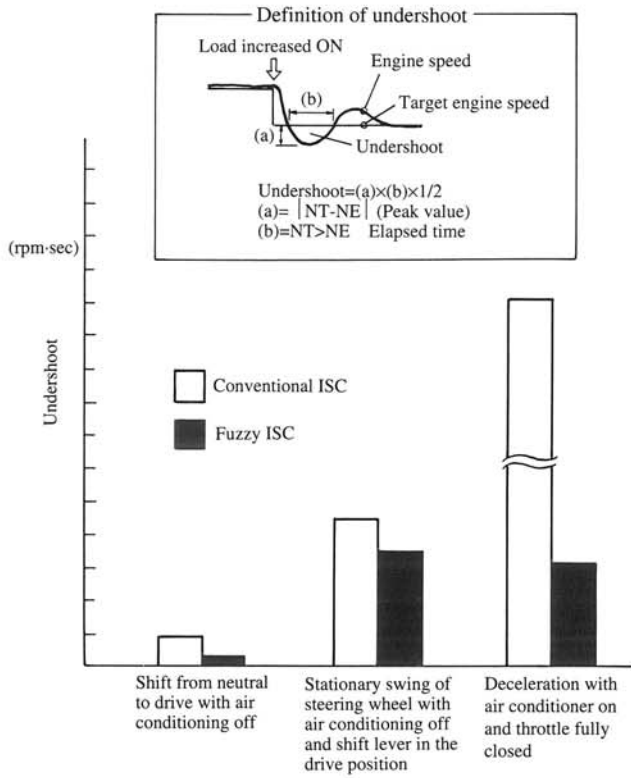 Definition of undershoot
Load increased ON
Engine speed
(b)
Target engine speed
(a)
Undershoot
Undershoot=(a)×(b)×1/2
(a)= |NT-NE| (Peak value)
(b)=NT>NE Elapsed time
(rpm·sec)
Undershoot
Conventional ISC
Fuzzy ISC
Shift from neutral
to drive with air
conditioning off
Stationary swing of
steering wheel with
air conditioning off
and shift lever in the
drive position
Deceleration with
air conditioner on
and throttle fully
closed